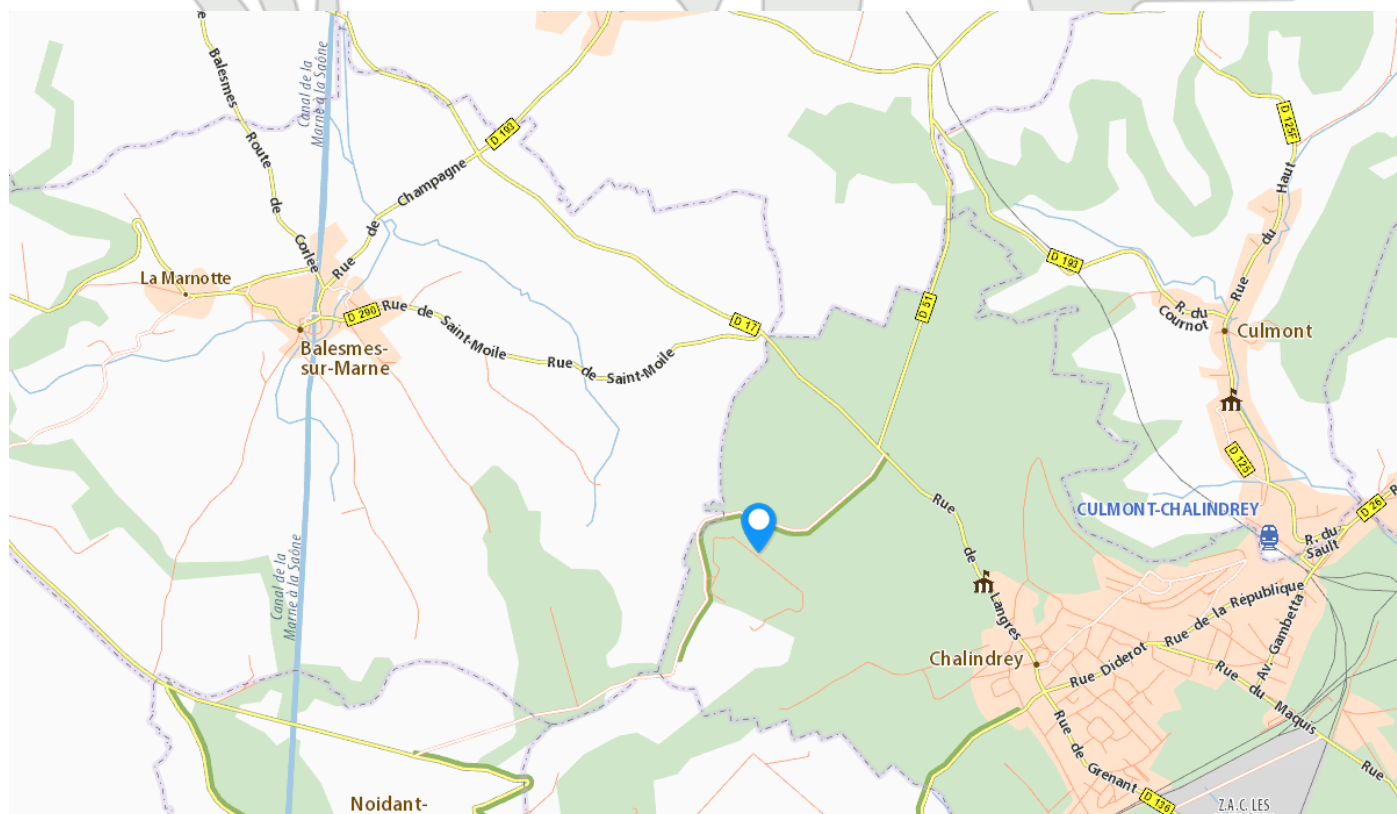 Balesmes Route de Corlee
Canal de la
Marne à la Saône
D 193
Rue de Champagne
D 125F
Rue du Haut
La Marnotte
D 193
D 290
Rue de Saint-Moile
Rue de Saint-Moile
D 17
D 51
R. du
Cournot
Culmont
Balesmes-
sur-Marne
D 125
CULMONT-CHALINDREY
D 26
R. du
Sault
Canal de la
Marne à la Saône
Rue de Langres
Rue de la République
Av. Gambetta
Chalindrey
Rue Diderot
Rue du Maquis
Rue
Rue de Grenant
D 136
Noidant-
Z.A.C. LES